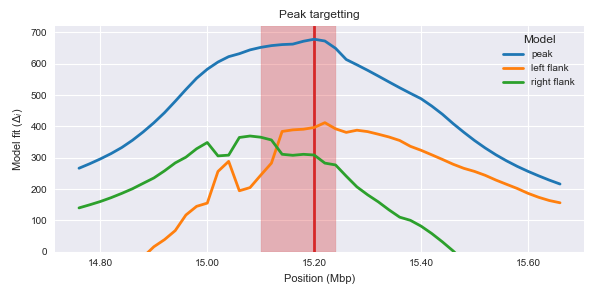 Peak targetting
Model fit (Δₗ)
700
600
500
400
300
200
100
0
14.80
15.00
15.20
15.40
15.60
Position (Mbp)
Model
peak
left flank
right flank